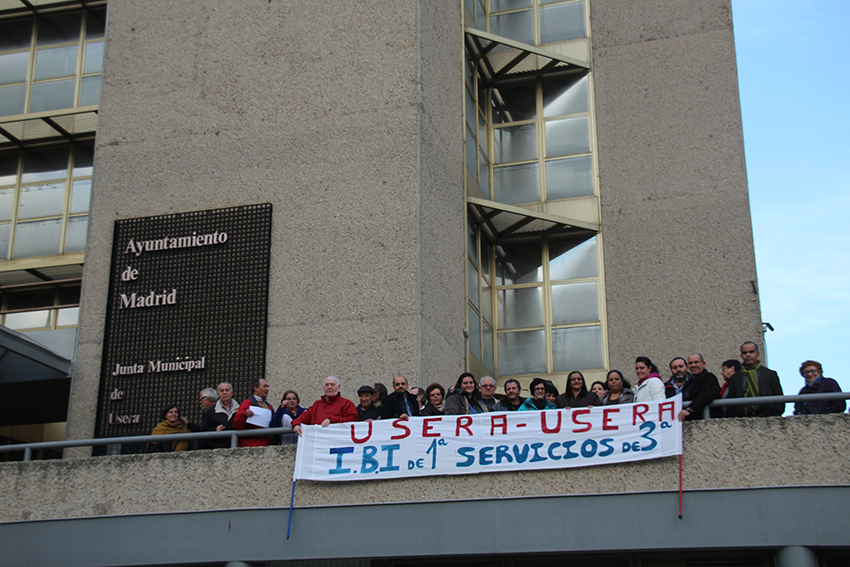 Ayuntamiento
de
Madrid
Junta Municipal
de
Usera
USERA-USERA
I.B.I DE 1ª SERVICIOS DE 3ª